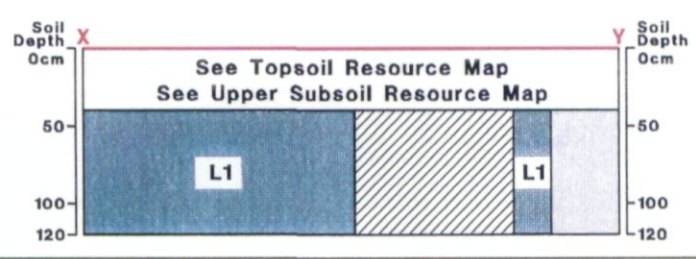 Soil Depth
X
Y
Soil Depth
0cm
See Topsoil Resource Map
0cm
See Upper Subsoil Resource Map
50
50
L1
L1
100
100
120
120